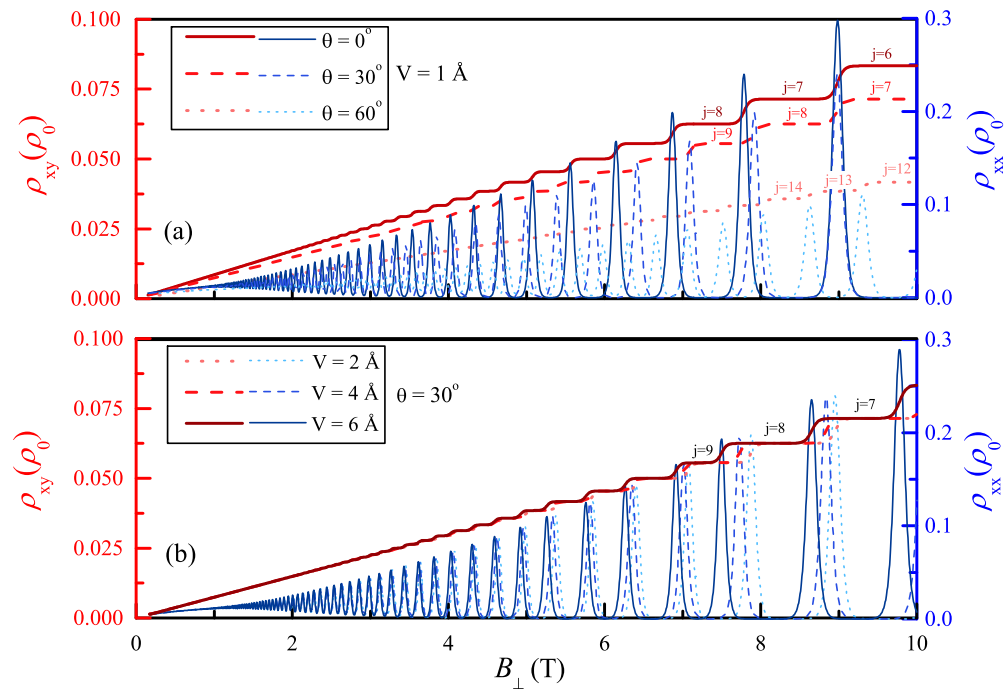 0.100
0.075
0.050
0.025
0.000
ρxy(ρ0)
θ = 0°
θ = 30°
V = 1 Å
θ = 60°
j=6
j=7
j=7
j=8
j=8
j=9
j=12
j=13
j=14
(a)
0.3
0.2
0.1
0.0
ρxx(ρ0)
0.100
0.075
0.050
0.025
0.000
ρxy(ρ0)
V = 2 Å
V = 4 Å
θ = 30°
V = 6 Å
j=7
j=8
j=9
(b)
0.3
0.2
0.1
0.0
ρxx(ρ0)
0 2 4 6 8 10
B⊥(T)